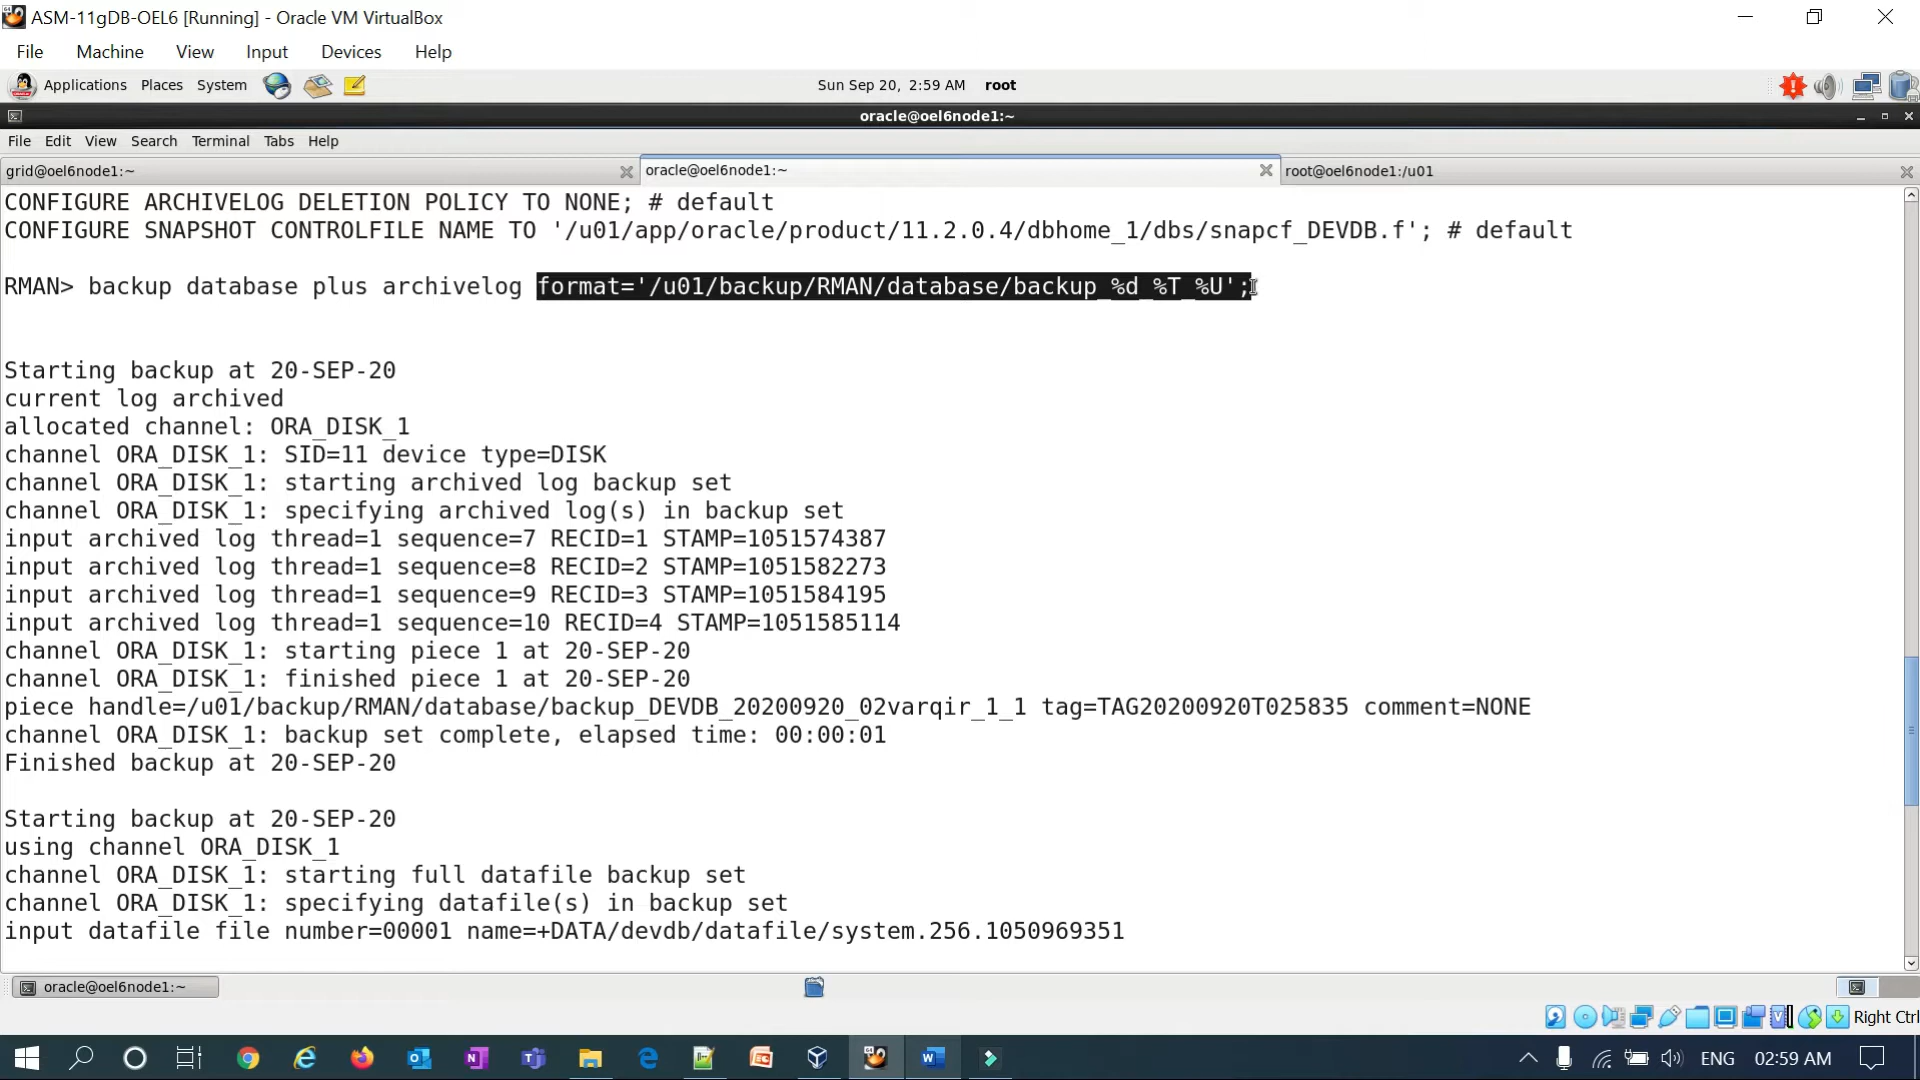 ASM-11gDB-OEL6 [Running] - Oracle VM VirtualBox
File Machine View Input Devices Help
Applications Places System Sun Sep 20, 2:59 AM root
oracle@oel6node1:~
File Edit View Search Terminal Tabs Help
grid@oel6node1:~ oracle@oel6node1:~ root@oel6node1:/u01
CONFIGURE ARCHIVELOG DELETION POLICY TO NONE; # default
CONFIGURE SNAPSHOT CONTROLFILE NAME TO '/u01/app/oracle/product/11.2.0.4/dbhome_1/dbs/snapcf_DEVDB.f'; # default
RMAN> backup database plus archivelog format='/u01/backup/RMAN/database/backup_%d_%T_%U';
Starting backup at 20-SEP-20
current log archived
allocated channel: ORA_DISK_1
channel ORA_DISK_1: SID=11 device type=DISK
channel ORA_DISK_1: starting archived log backup set
channel ORA_DISK_1: specifying archived log(s) in backup set
input archived log thread=1 sequence=7 RECID=1 STAMP=1051574387
input archived log thread=1 sequence=8 RECID=2 STAMP=1051582273
input archived log thread=1 sequence=9 RECID=3 STAMP=1051584195
input archived log thread=1 sequence=10 RECID=4 STAMP=1051585114
channel ORA_DISK_1: starting piece 1 at 20-SEP-20
channel ORA_DISK_1: finished piece 1 at 20-SEP-20
piece handle=/u01/backup/RMAN/database/backup_DEVDB_20200920_02varqir_1_1 tag=TAG20200920T025835 comment=NONE
channel ORA_DISK_1: backup set complete, elapsed time: 00:00:01
Finished backup at 20-SEP-20
Starting backup at 20-SEP-20
using channel ORA_DISK_1
channel ORA_DISK_1: starting full datafile backup set
channel ORA_DISK_1: specifying datafile(s) in backup set
input datafile file number=00001 name=+DATA/devdb/datafile/system.256.1050969351
oracle@oel6node1:~
Right Ctrl
ENG 02:59 AM